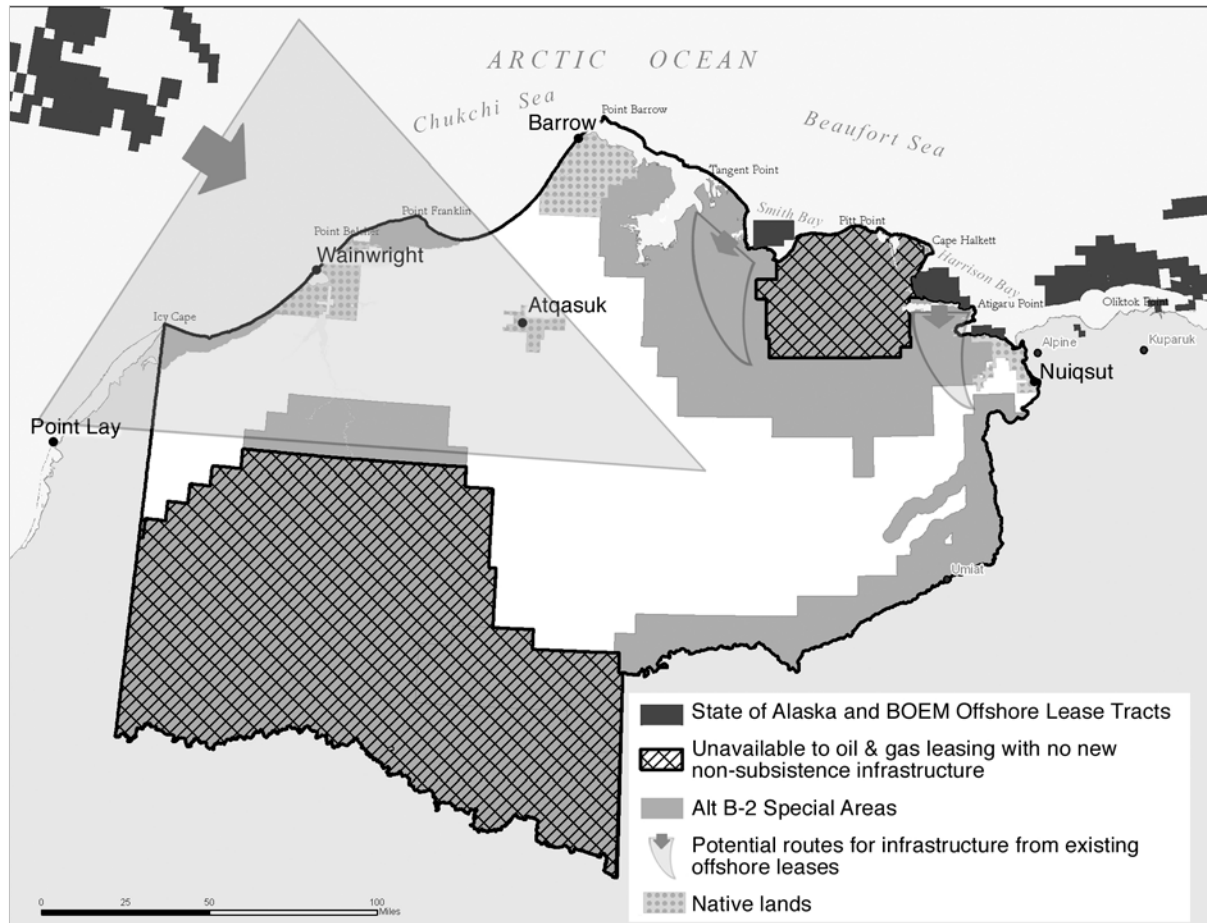 ARCTIC OCEAN
Chukchi Sea
Point Barrow
Barrow
Beaufort Sea
Tangent Point
Smith Bay
Pitt Point
Point Franklin
Point Belcher
Cape Halkett
Wainwright
Harrison Bay
Atqasuk
Icy Cape
Atigaru Point
Oliktok Point
Alpine
Kuparuk
Nuiqsut
Point Lay
Umiat
State of Alaska and BOEM Offshore Lease Tracts
Unavailable to oil & gas leasing with no new
non-subsistence infrastructure
Alt B-2 Special Areas
Potential routes for infrastructure from existing
offshore leases
Native lands
0 25 50 100
Miles